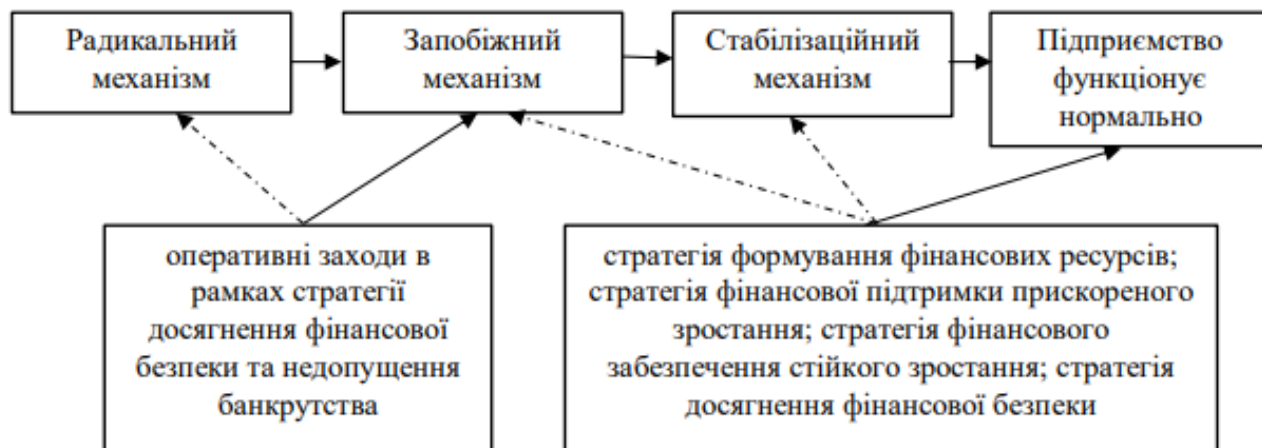 Радикальний
механізм
Запобіжний
механізм
Стабілізаційний
механізм
Підприємство
функціонує
нормально
оперативні заходи в
рамках стратегії
досягнення фінансової
безпеки та недопущення
банкрутства
стратегія формування фінансових ресурсів;
стратегія фінансової підтримки прискореного
зростання; стратегія фінансового
забезпечення стійкого зростання; стратегія
досягнення фінансової безпеки